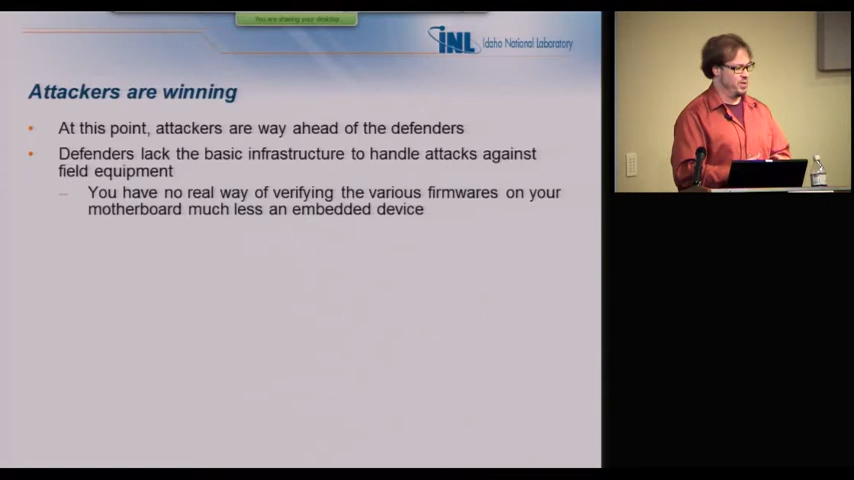 You are sharing your desktop
INL Idaho National Laboratory
Attackers are winning
• At this point, attackers are way ahead of the defenders
• Defenders lack the basic infrastructure to handle attacks against
field equipment
– You have no real way of verifying the various firmwares on your
motherboard much less an embedded device